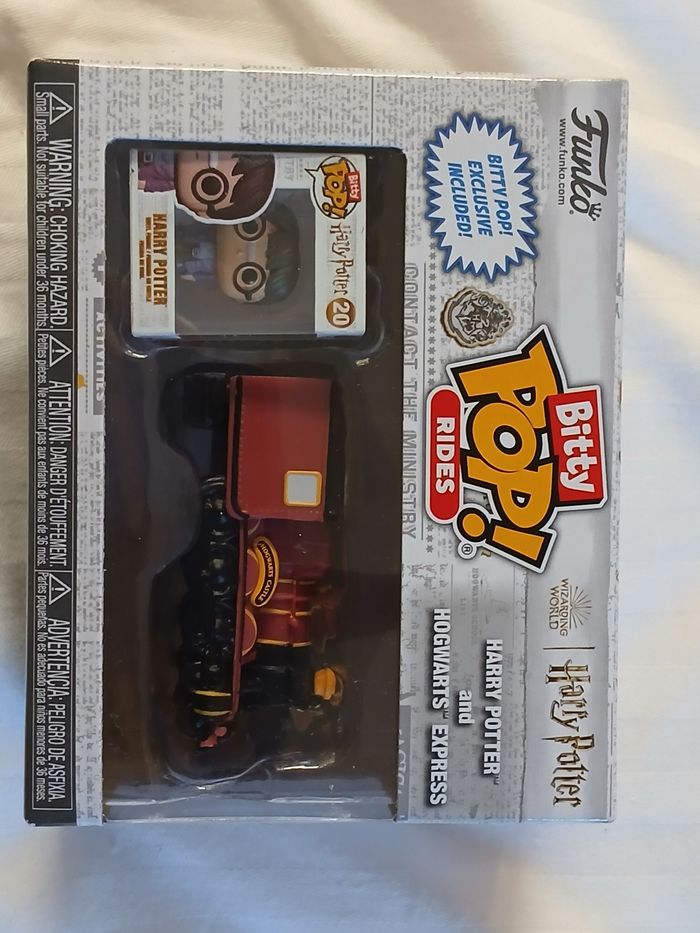 Funko®
www.funko.com
BITTY POP!
EXCLUSIVE
INCLUDED!
Bitty
POP!®
RIDES
WIZARDING
WORLD
Harry Potter
HARRY POTTER™
and
HOGWARTS™ EXPRESS™
CONTACT THE MINISTRY
Bitty
POP!
Harry Potter
20
HARRY POTTER
HOGWARTS CASTLE
WARNING: CHOKING HAZARD.
Small parts. Not suitable for children under 36 months.
ATTENTION: DANGER D'ÉTOUFFEMENT.
Petites pièces. Ne convient pas aux enfants de moins de 36 mois.
ADVERTENCIA: PELIGRO DE ASFIXIA.
Partes pequeñas. No es adecuado para niños menores de 36 meses.